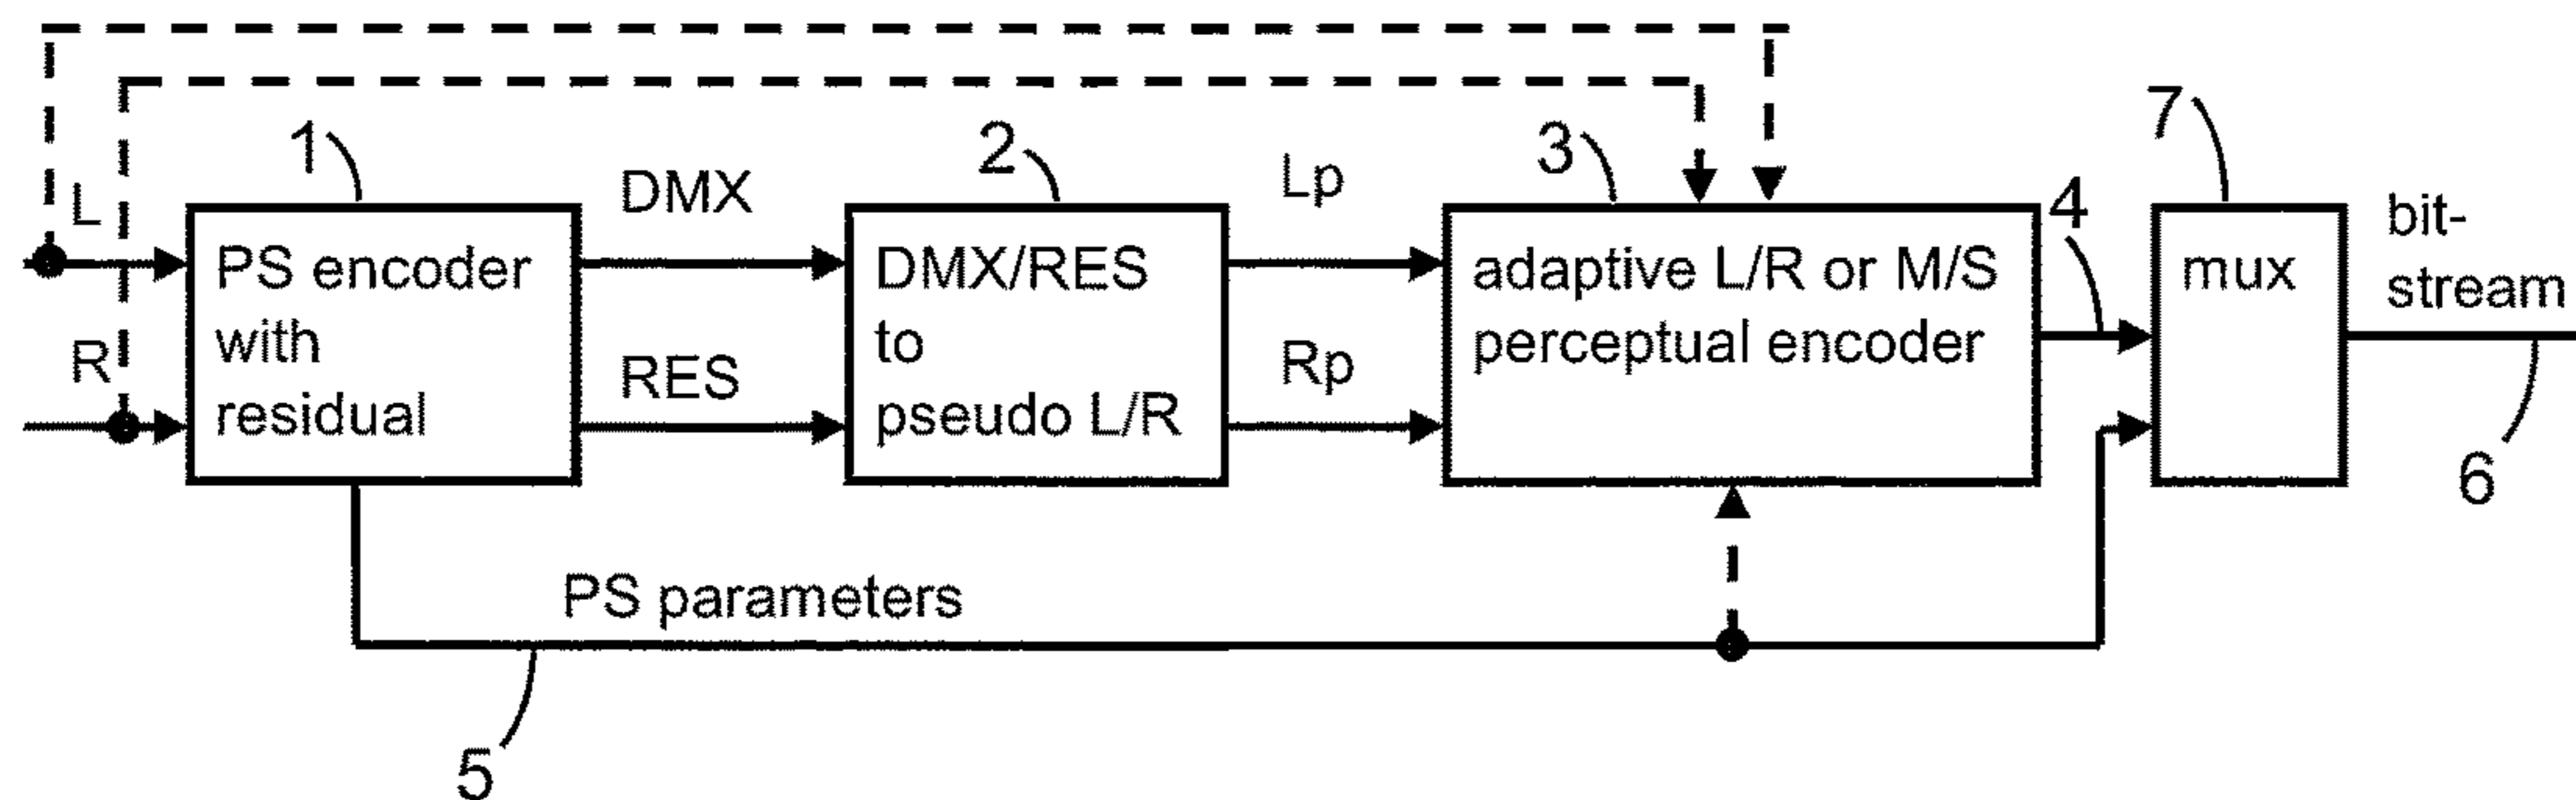 1
2
3
7
L
DMX
Lp
4
bit-
stream
PS encoder
with
residual
DMX/RES
to
pseudo L/R
adaptive L/R or M/S
perceptual encoder
mux
R
RES
Rp
6
PS parameters
5